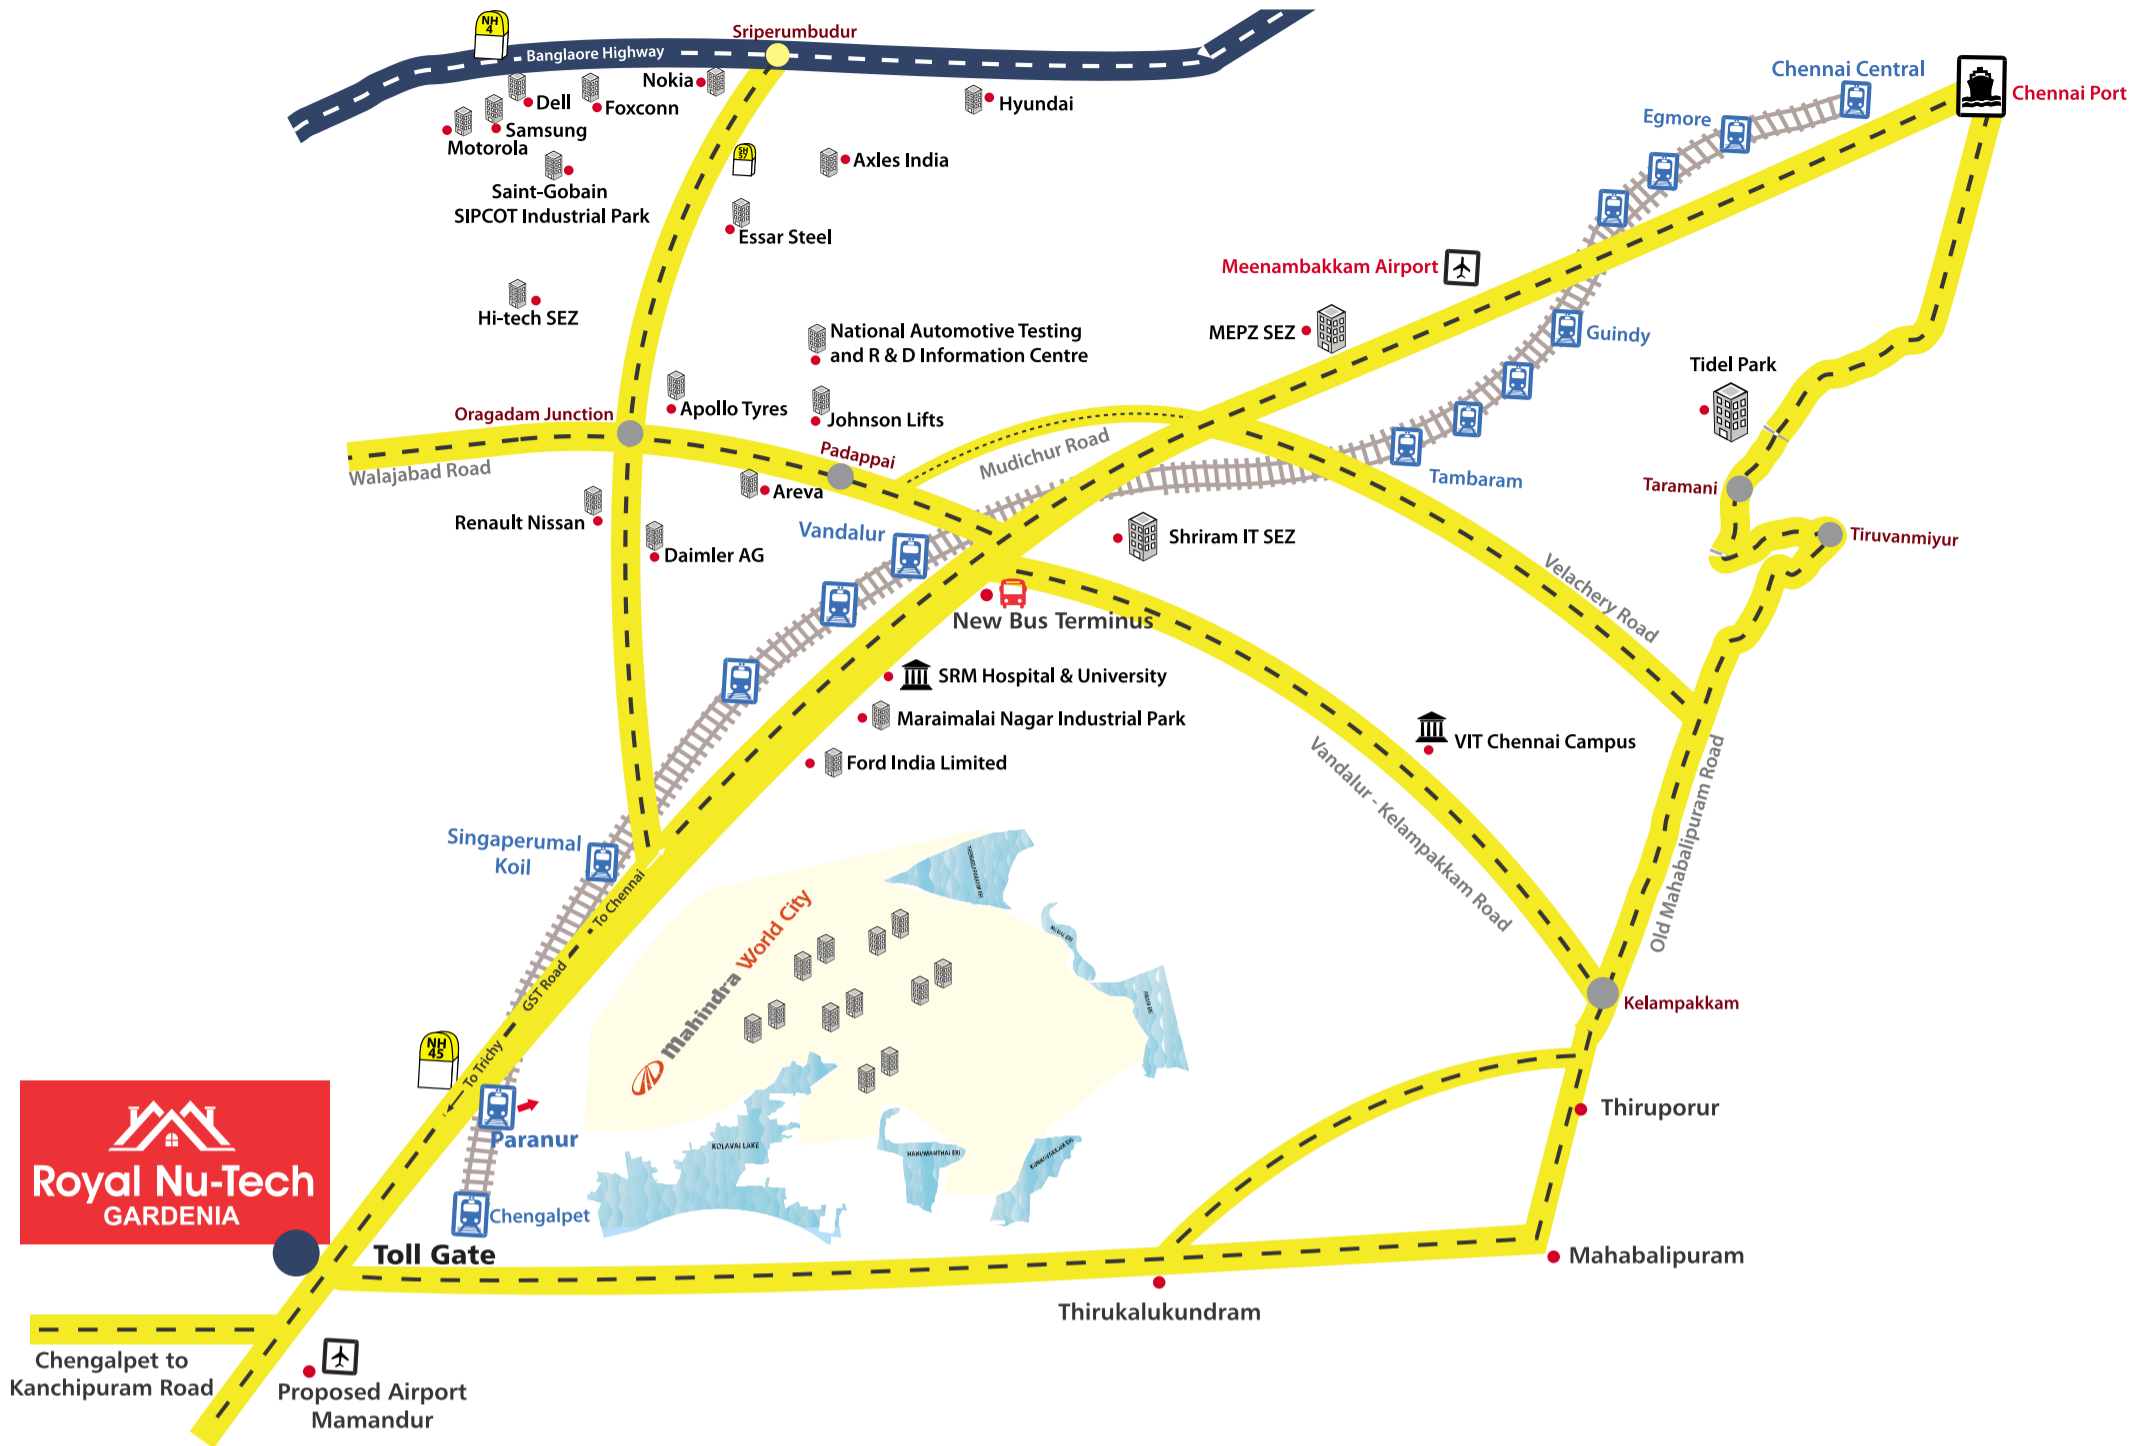 NH
4
Banglaore Highway
Sriperumbudur
Chennai Central
Chennai Port
Nokia
Dell
Foxconn
Hyundai
Samsung
Motorola
Egmore
SH
57
Axles India
Saint-Gobain
SIPCOT Industrial Park
Essar Steel
Meenambakkam Airport
Hi-tech SEZ
National Automotive Testing
and R & D Information Centre
MEPZ SEZ
Guindy
Tidel Park
Apollo Tyres
Oragadam Junction
Johnson Lifts
Padappai
Mudichur Road
Walajabad Road
Tambaram
Areva
Taramani
Renault Nissan
Vandalur
Shriram IT SEZ
Tiruvanmiyur
Daimler AG
Velachery Road
New Bus Terminus
SRM Hospital & University
Maraimalai Nagar Industrial Park
VIT Chennai Campus
Ford India Limited
Vandalur - Kelampakkam Road
Old Mahabalipuram Road
Singaperumal
Koil
To Chennai
GST Road
To Trichy
Mahindra World City
Kelampakkam
NH
45
Paranur
KOLAVAI LAKE
HANUMANTHAI ERI
Thiruporur
Royal Nu-Tech
GARDENIA
Chengalpet
Toll Gate
Mahabalipuram
Thirukalukundram
Chengalpet to
Kanchipuram Road
Proposed Airport
Mamandur